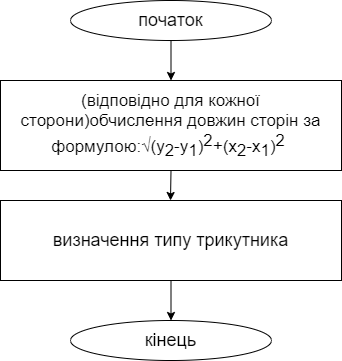 початок
(відповідно для кожної
сторони)обчислення довжин сторін за
формулою:√(y₂-y₁)²+(x₂-x₁)²
визначення типу трикутника
кінець